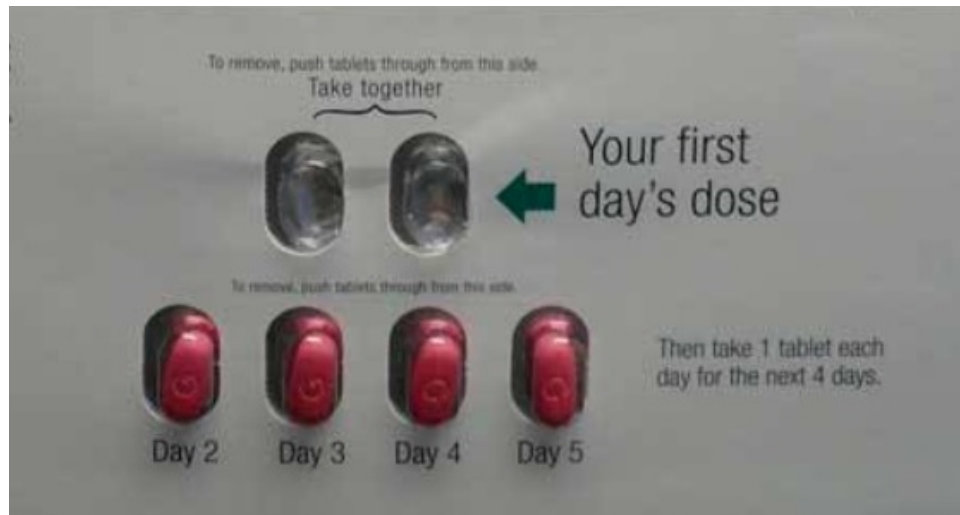 To remove, push tablets through from this side.
Take together
Your first
day's dose
To remove, push tablets through from this side.
Then take 1 tablet each
day for the next 4 days.
G G G G
Day 2 Day 3 Day 4 Day 5